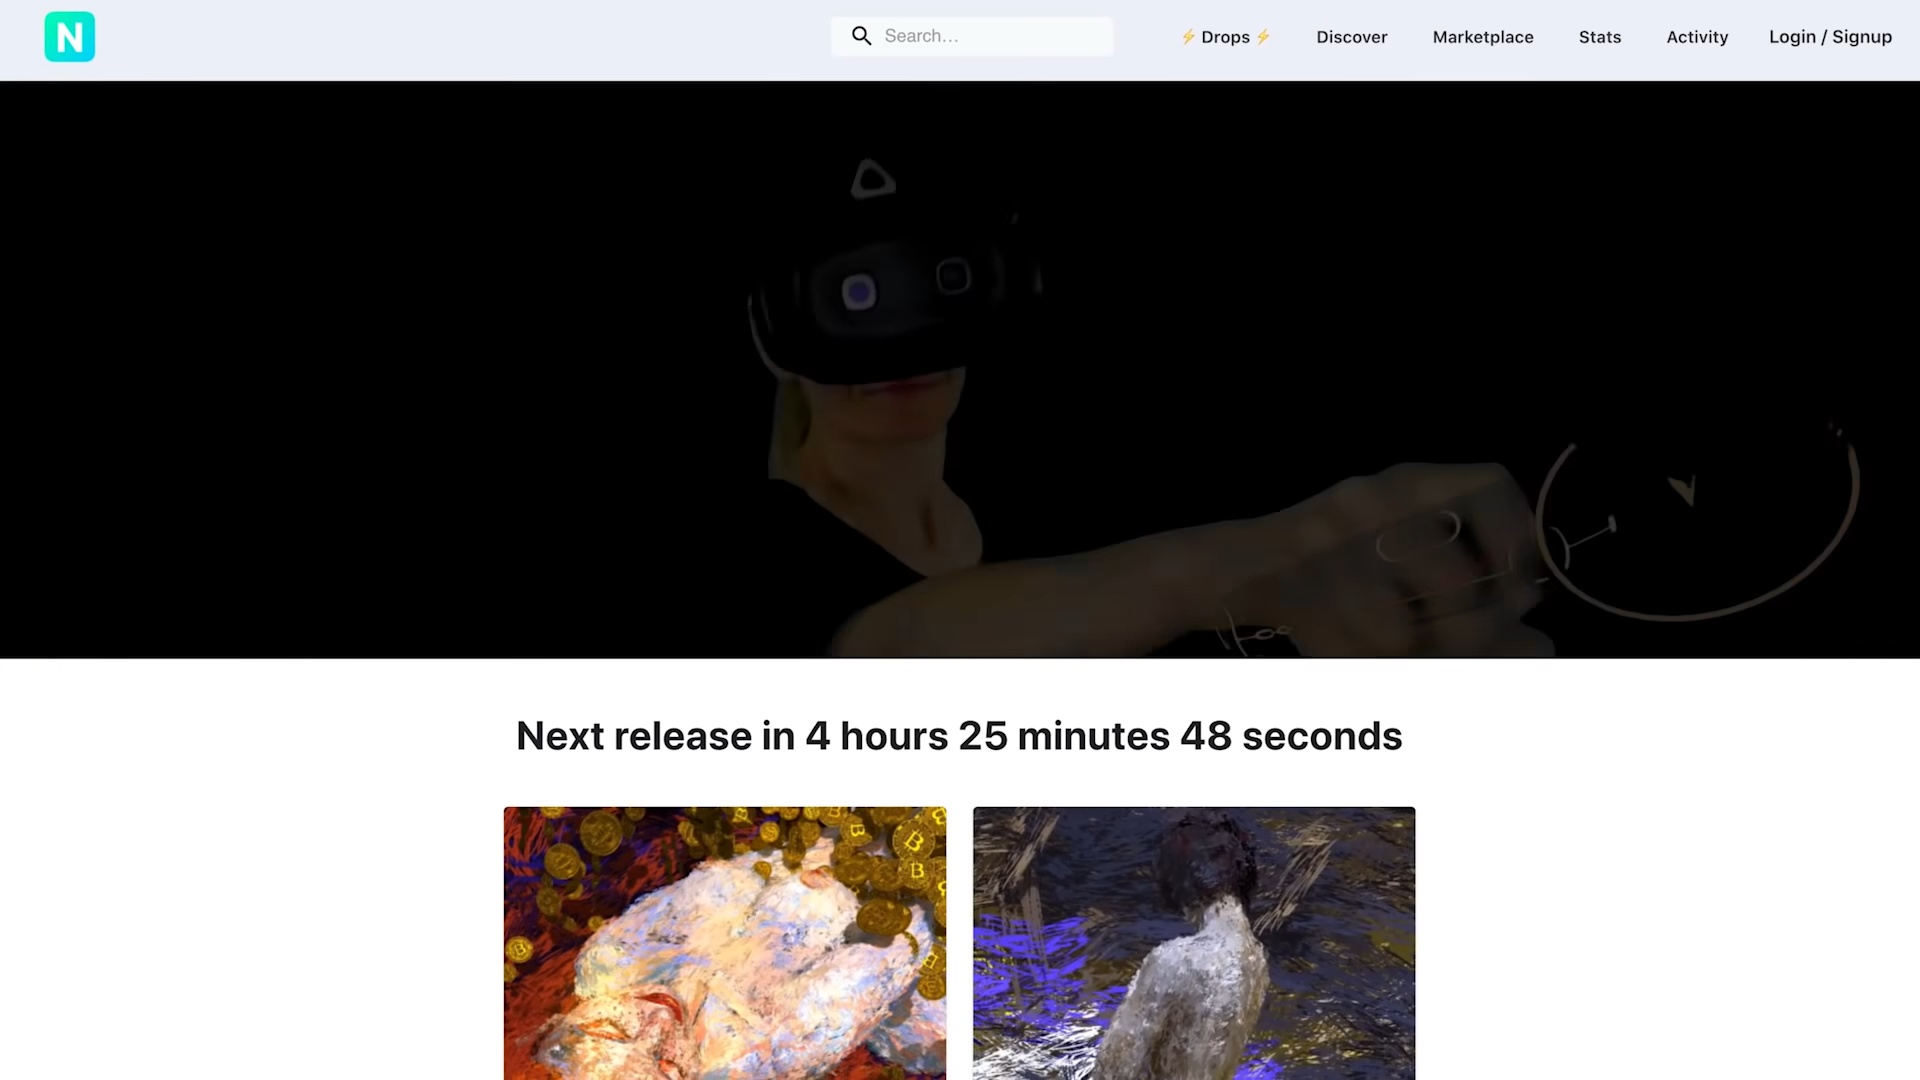 N
Search...
⚡ Drops ⚡
Discover
Marketplace
Stats
Activity
Login / Signup
Next release in 4 hours 25 minutes 48 seconds